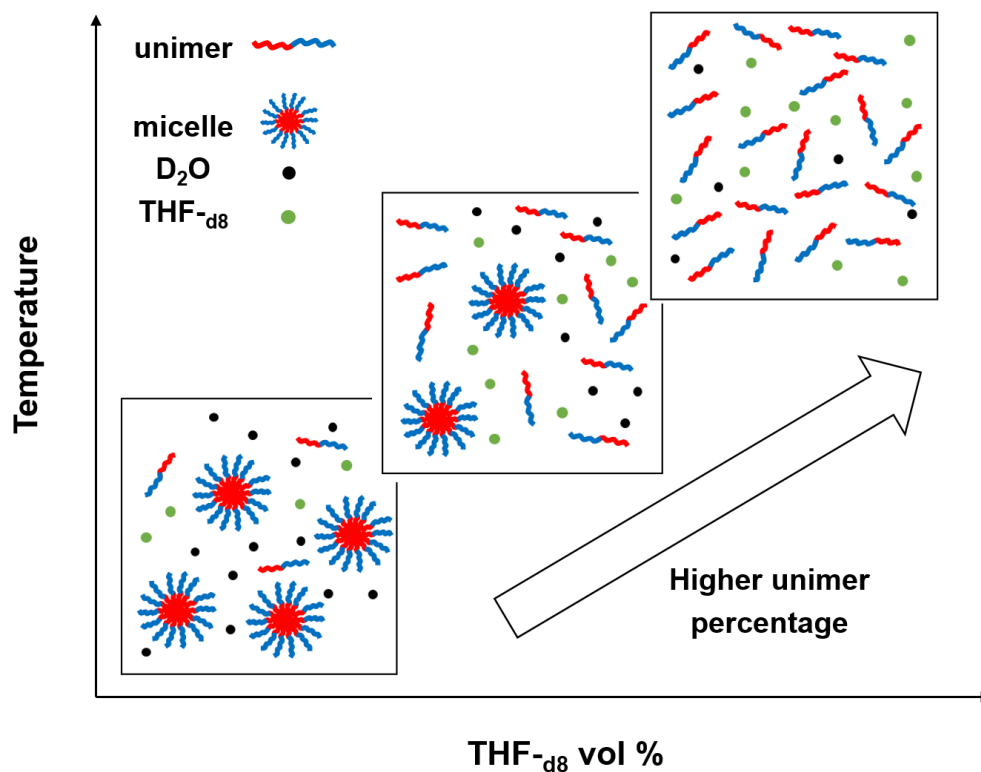 unimer
micelle
D₂O
THF-d8
Temperature
Higher unimer
percentage
THF-d8 vol %